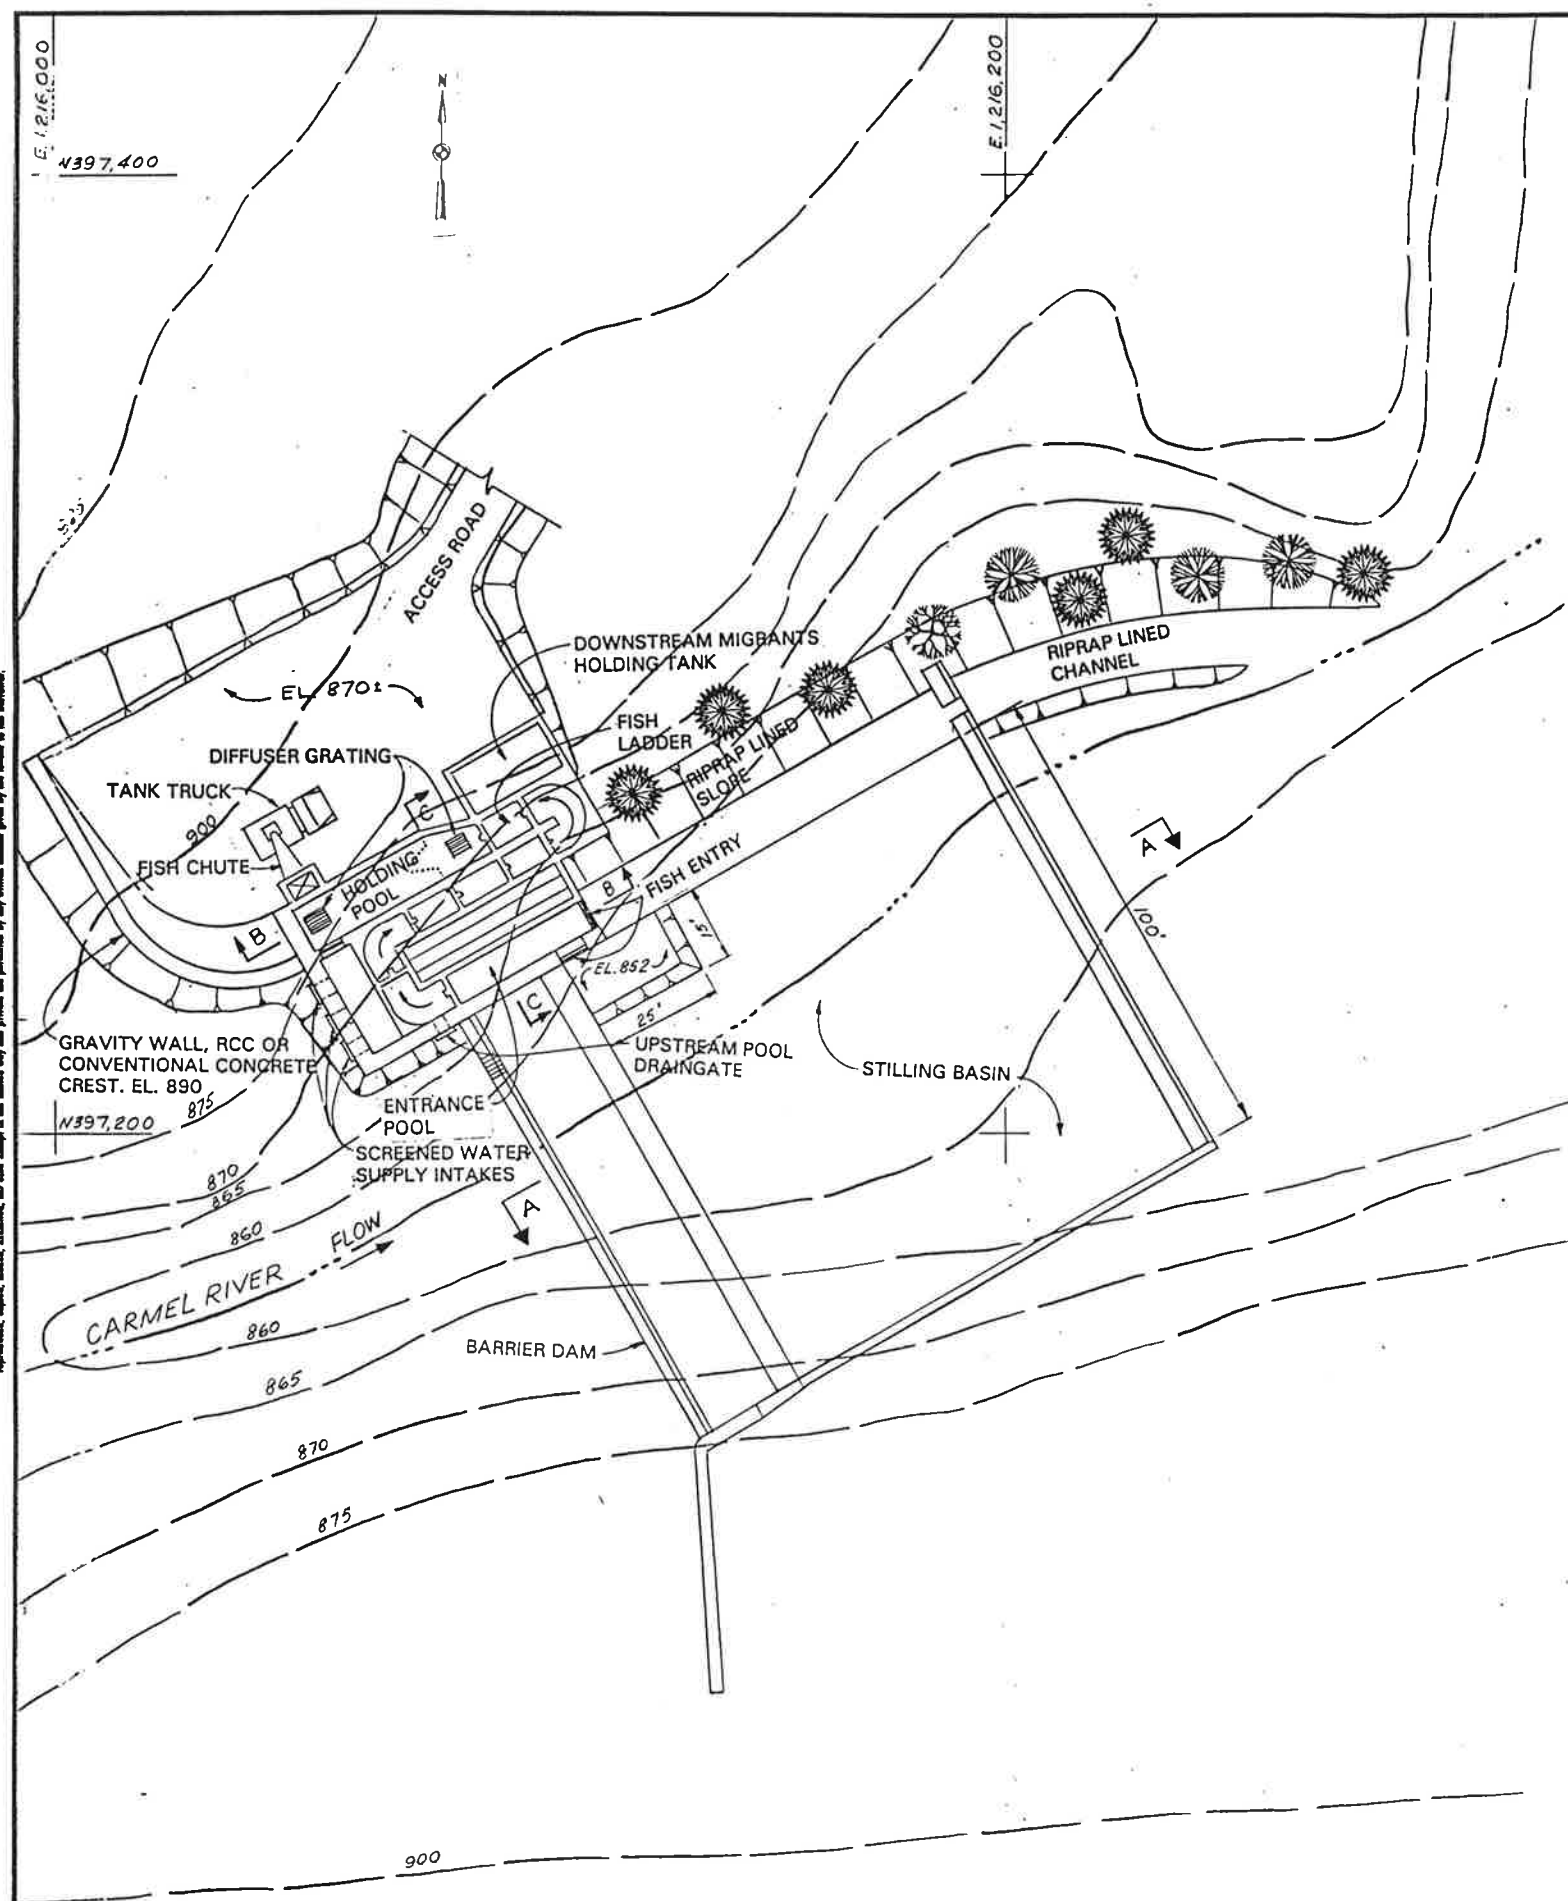 E.1,216,000
N397,400
N
E.1,216,200
ACCESS ROAD
DOWNSTREAM MIGRANTS
HOLDING TANK
EL. 870±
FISH
LADDER
DIFFUSER GRATING
TANK TRUCK
900
FISH CHUTE
HOLDING
POOL
C
B
B
C
RIPRAP LINED
SLOPE
RIPRAP LINED
CHANNEL
FISH ENTRY
A
100'
15'
EL.852
25'
GRAVITY WALL, RCC OR
CONVENTIONAL CONCRETE
CREST. EL. 890
UPSTREAM POOL
DRAINGATE
STILLING BASIN
875
N397,200
ENTRANCE
POOL
SCREENED WATER
SUPPLY INTAKES
870
865
860
A
FLOW
CARMEL RIVER
860
BARRIER DAM
865
870
875
900